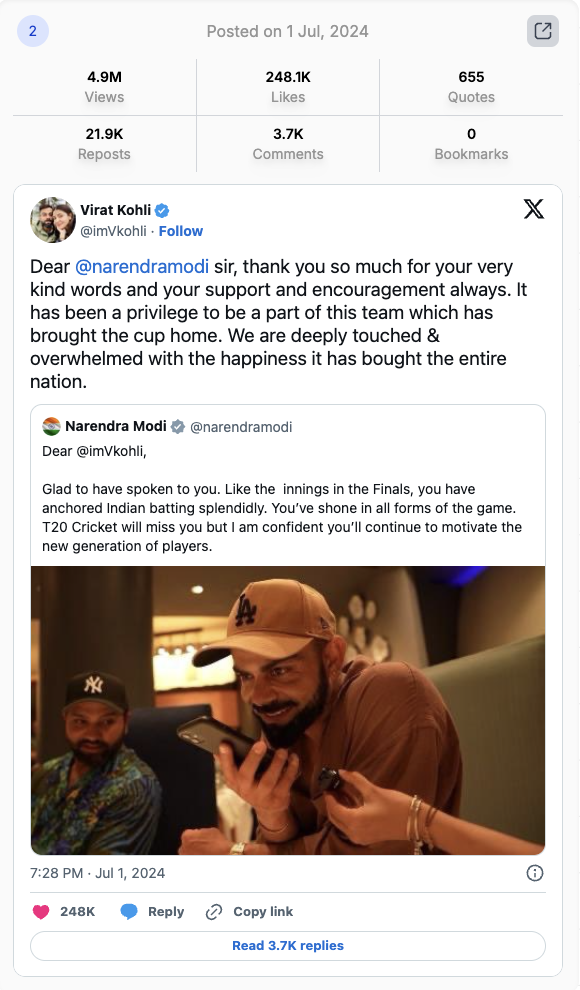 2
Posted on 1 Jul, 2024
4.9M
Views
248.1K
Likes
655
Quotes
21.9K
Reposts
3.7K
Comments
0
Bookmarks
Virat Kohli
@imVkohli · Follow
Dear @narendramodi sir, thank you so much for your very
kind words and your support and encouragement always. It
has been a privilege to be a part of this team which has
brought the cup home. We are deeply touched &
overwhelmed with the happiness it has bought the entire
nation.
Narendra Modi @narendramodi
Dear @imVkohli,
Glad to have spoken to you. Like the  innings in the Finals, you have
anchored Indian batting splendidly. You’ve shone in all forms of the game.
T20 Cricket will miss you but I am confident you’ll continue to motivate the
new generation of players.
LA
NY
7:28 PM · Jul 1, 2024
248K
Reply
Copy link
Read 3.7K replies